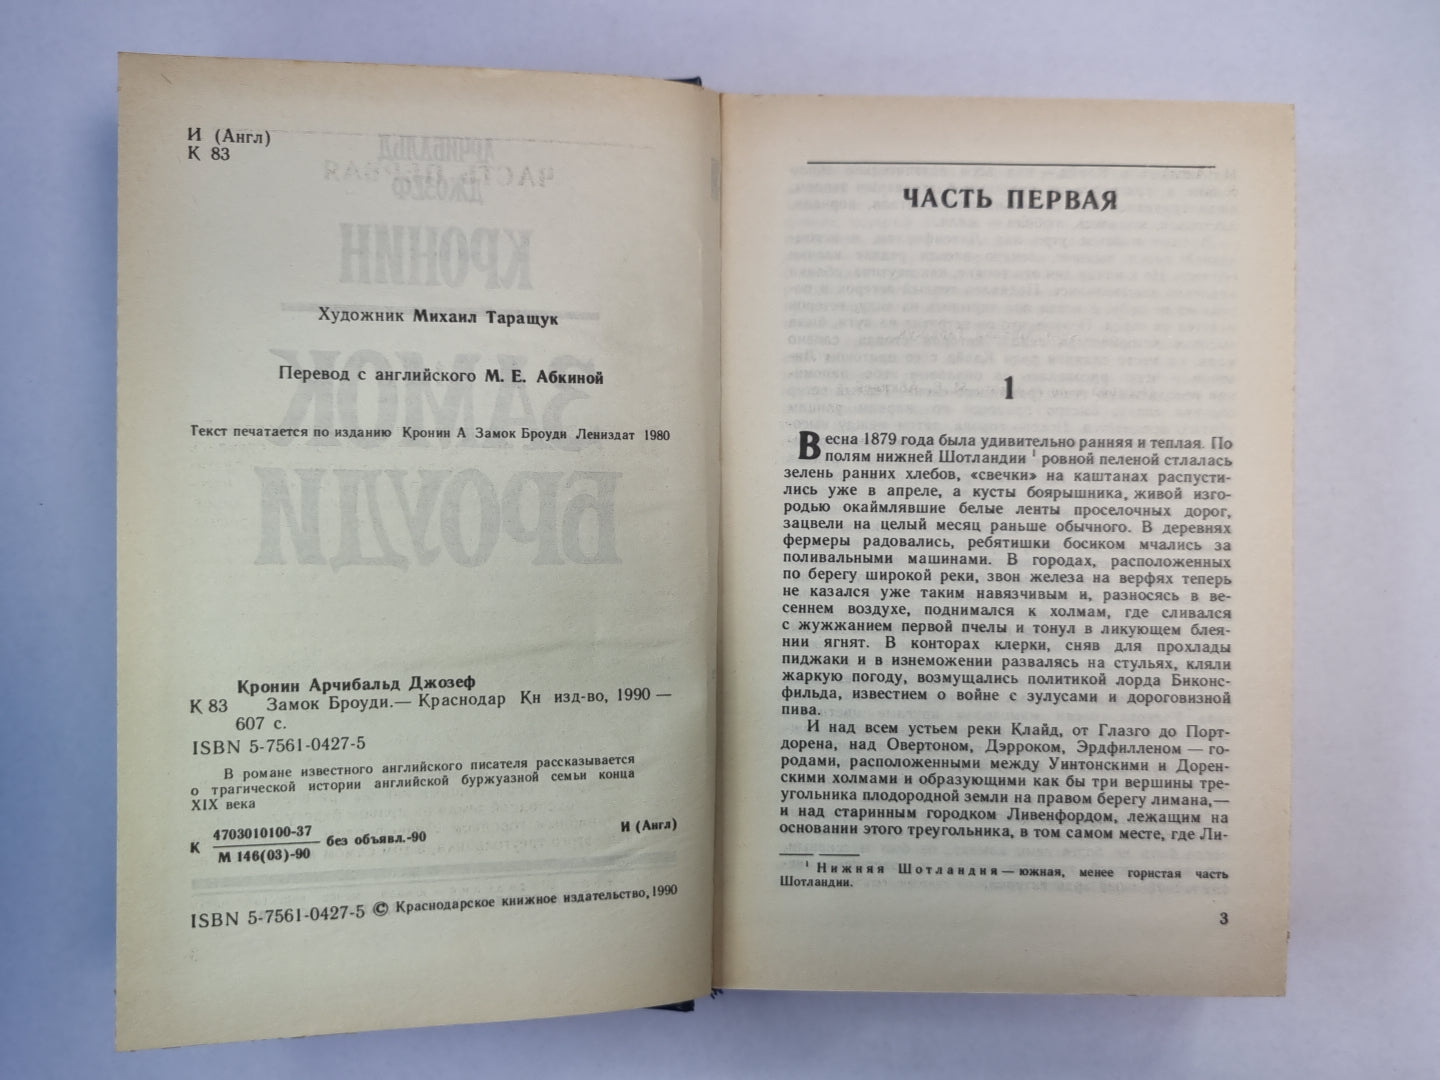 И (Англ)
К 83
Художник Михаил Таращук
Перевод с английского М. Е. Абкиной
Текст печатается по изданию Кронин А Замок Броуди Лениздат 1980
Кронин Арчибальд Джозеф
К 83 Замок Броуди.— Краснодар Кн изд-во, 1990 —
607 с.
ISBN 5-7561-0427-5
В романе известного английского писателя рассказывается
о трагической истории английской буржуазной семьи конца
XIX века
К 4703010100-37 без объявл.-90
М 146(03)-90
И (Англ)
ISBN 5-7561-0427-5 © Краснодарское книжное издательство, 1990
ЧАСТЬ ПЕРВАЯ
1
Весна 1879 года была удивительно ранняя и теплая. По
полям нижней Шотландии ¹ ровной пеленой стлалась
зелень ранних хлебов, «свечки» на каштанах распусти-
лись уже в апреле, а кусты боярышника, живой изго-
родью окаймлявшие белые ленты проселочных дорог,
зацвели на целый месяц раньше обычного. В деревнях
фермеры радовались, ребятишки босиком мчались за
поливальными машинами. В городах, расположенных
по берегу широкой реки, звон железа на верфях теперь
не казался уже таким навязчивым и, разносясь в ве-
сеннем воздухе, поднимался к холмам, где сливался
с жужжанием первой пчелы и тонул в ликующем блея-
нии ягнят. В конторах клерки, сняв для прохлады
пиджаки и в изнеможении развалясь на стульях, кляли
жаркую погоду, возмущались политикой лорда Биконс-
фильда, известием о войне с зулусами и дороговизной
пива.
И над всем устьем реки Клайд, от Глазго до Порт-
дорена, над Овертоном, Дэрроком, Эрдфилленом — го-
родами, расположенными между Уинтонскими и Дорен-
скими холмами и образующими как бы три вершины тре-
угольника плодородной земли на правом берегу лимана,—
и над старинным городком Ливенфордом, лежащим на
основании этого треугольника, в том самом месте, где Ли-
¹ Нижняя Шотландия — южная, менее гористая часть
Шотландии.
3